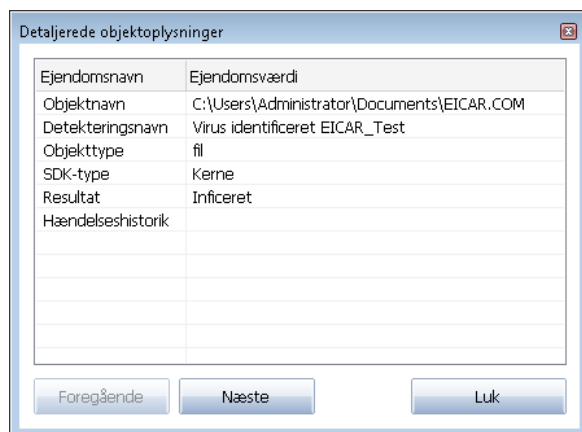 Detaljerede objektoplysninger
Ejendomsnavn Ejendomsværdi
Objektnavn C:\Users\Administrator\Documents\EICAR.COM
Detekteringsnavn Virus identificeret EICAR_Test
Objekttype fil
SDK-type Kerne
Resultat Inficeret
Hændelseshistorik
Foregående Næste Luk